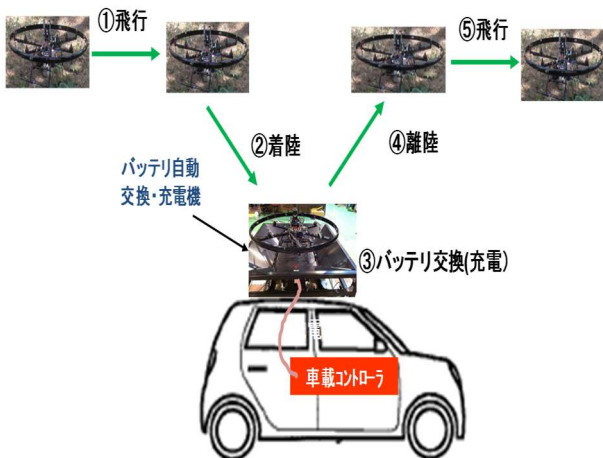 ①飛行
⑤飛行
②着陸
④離陸
バッテリ自動
交換・充電機
③バッテリ交換(充電)
車載コントローラ